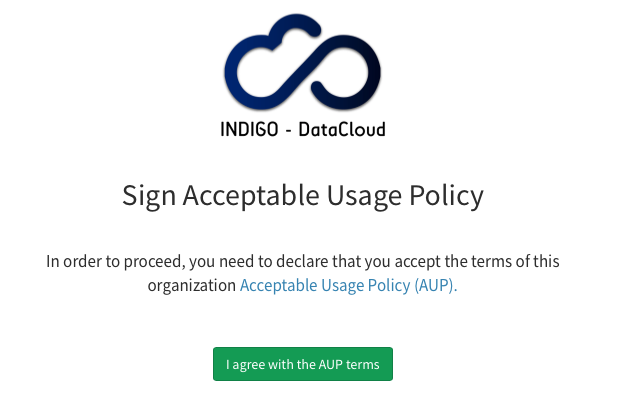 INDIGO - DataCloud
Sign Acceptable Usage Policy
In order to proceed, you need to declare that you accept the terms of this
organization Acceptable Usage Policy (AUP).
I agree with the AUP terms